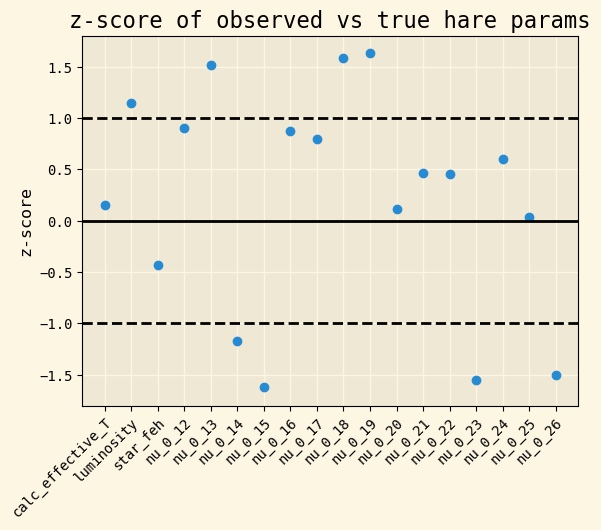 z-score of observed vs true hare params
z-score
1.5
1.0
0.5
0.0
−0.5
−1.0
−1.5
calc_effective_T
luminosity
star_feh
nu_0_12
nu_0_13
nu_0_14
nu_0_15
nu_0_16
nu_0_17
nu_0_18
nu_0_19
nu_0_20
nu_0_21
nu_0_22
nu_0_23
nu_0_24
nu_0_25
nu_0_26